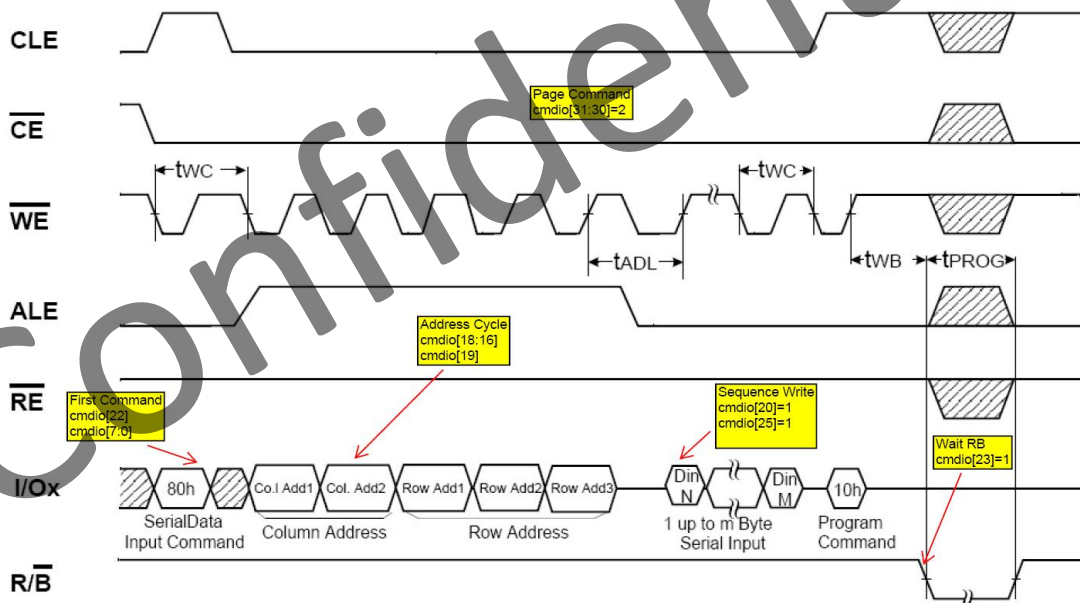 CLE
Page Command
cmdio[31:30]=2
CE
tWC
tWC
WE
tADL
tWB
tPROG
ALE
Address Cycle
cmdio[18:16]
cmdio[19]
RE
First Command
cmdio[22]
cmdio[7:0]
Sequence Write
cmdio[20]=1
cmdio[25]=1
Wait RB
cmdio[23]=1
I/Ox
80h
Co.l Add1
Col. Add2
Row Add1
Row Add2
Row Add3
Din
N
Din
M
10h
SerialData
Input Command
Column Address
Row Address
1 up to m Byte
Serial Input
Program
Command
R/B
Confiden